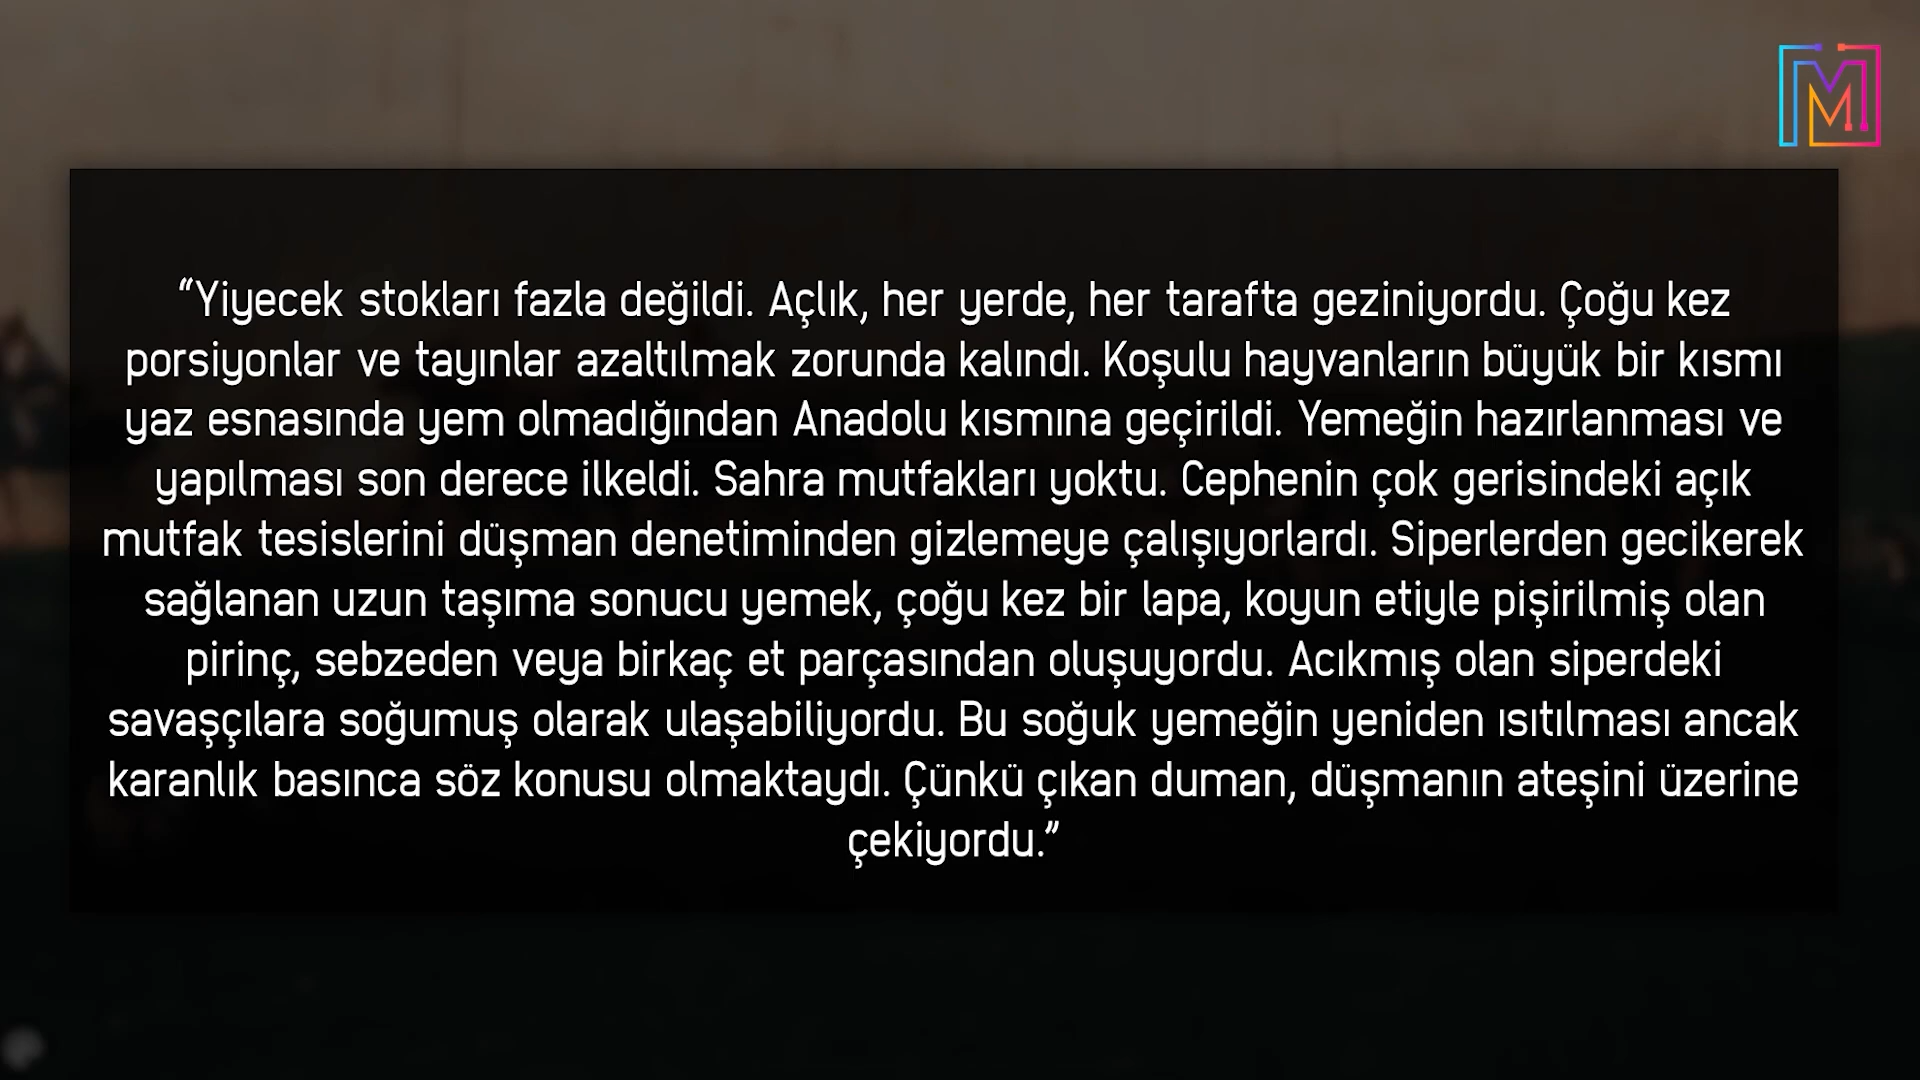 “Yiyecek stokları fazla değildi. Açlık, her yerde, her tarafta geziniyordu. Çoğu kez
porsiyonlar ve tayınlar azaltılmak zorunda kalındı. Koşulu hayvanların büyük bir kısmı
yaz esnasında yem olmadığından Anadolu kısmına geçirildi. Yemeğin hazırlanması ve
yapılması son derece ilkeldi. Sahra mutfakları yoktu. Cephenin çok gerisindeki açık
mutfak tesislerini düşman denetiminden gizlemeye çalışıyorlardı. Siperlerden gecikerek
sağlanan uzun taşıma sonucu yemek, çoğu kez bir lapa, koyun etiyle pişirilmiş olan
pirinç, sebzeden veya birkaç et parçasından oluşuyordu. Acıkmış olan siperdeki
savaşçılara soğumuş olarak ulaşabiliyordu. Bu soğuk yemeğin yeniden ısıtılması ancak
karanlık basınca söz konusu olmaktaydı. Çünkü çıkan duman, düşmanın ateşini üzerine
çekiyordu.”